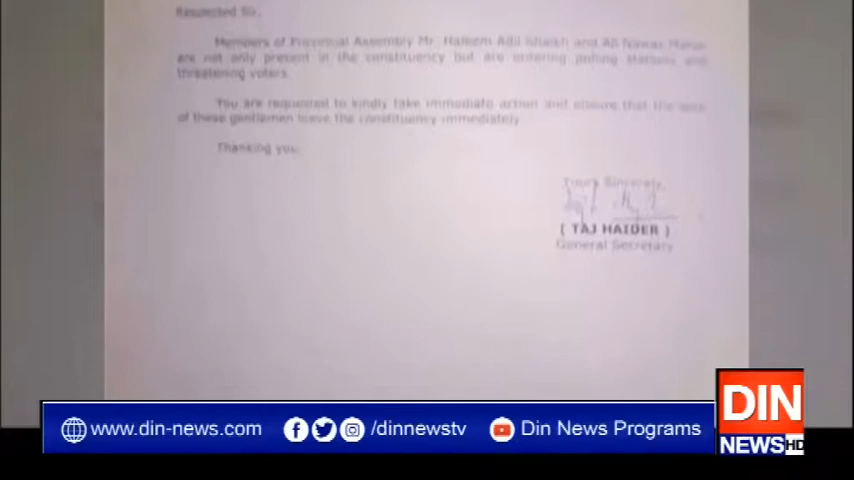 Respected Sir,
Members of Provincial Assembly Mr. Haleem Adil Sheikh and Ali Nawaz
are not only present in the constituency but are entering polling stations and
threatening voters.
You are requested to kindly take immediate action and ensure that the
of these gentlemen leave the constituency immediately
Thanking you.
Yours Sincerely,
( TAJ HAIDER )
General Secretary
www.din-news.com
/dinnewstv
Din News Programs
DIN
NEWS HD